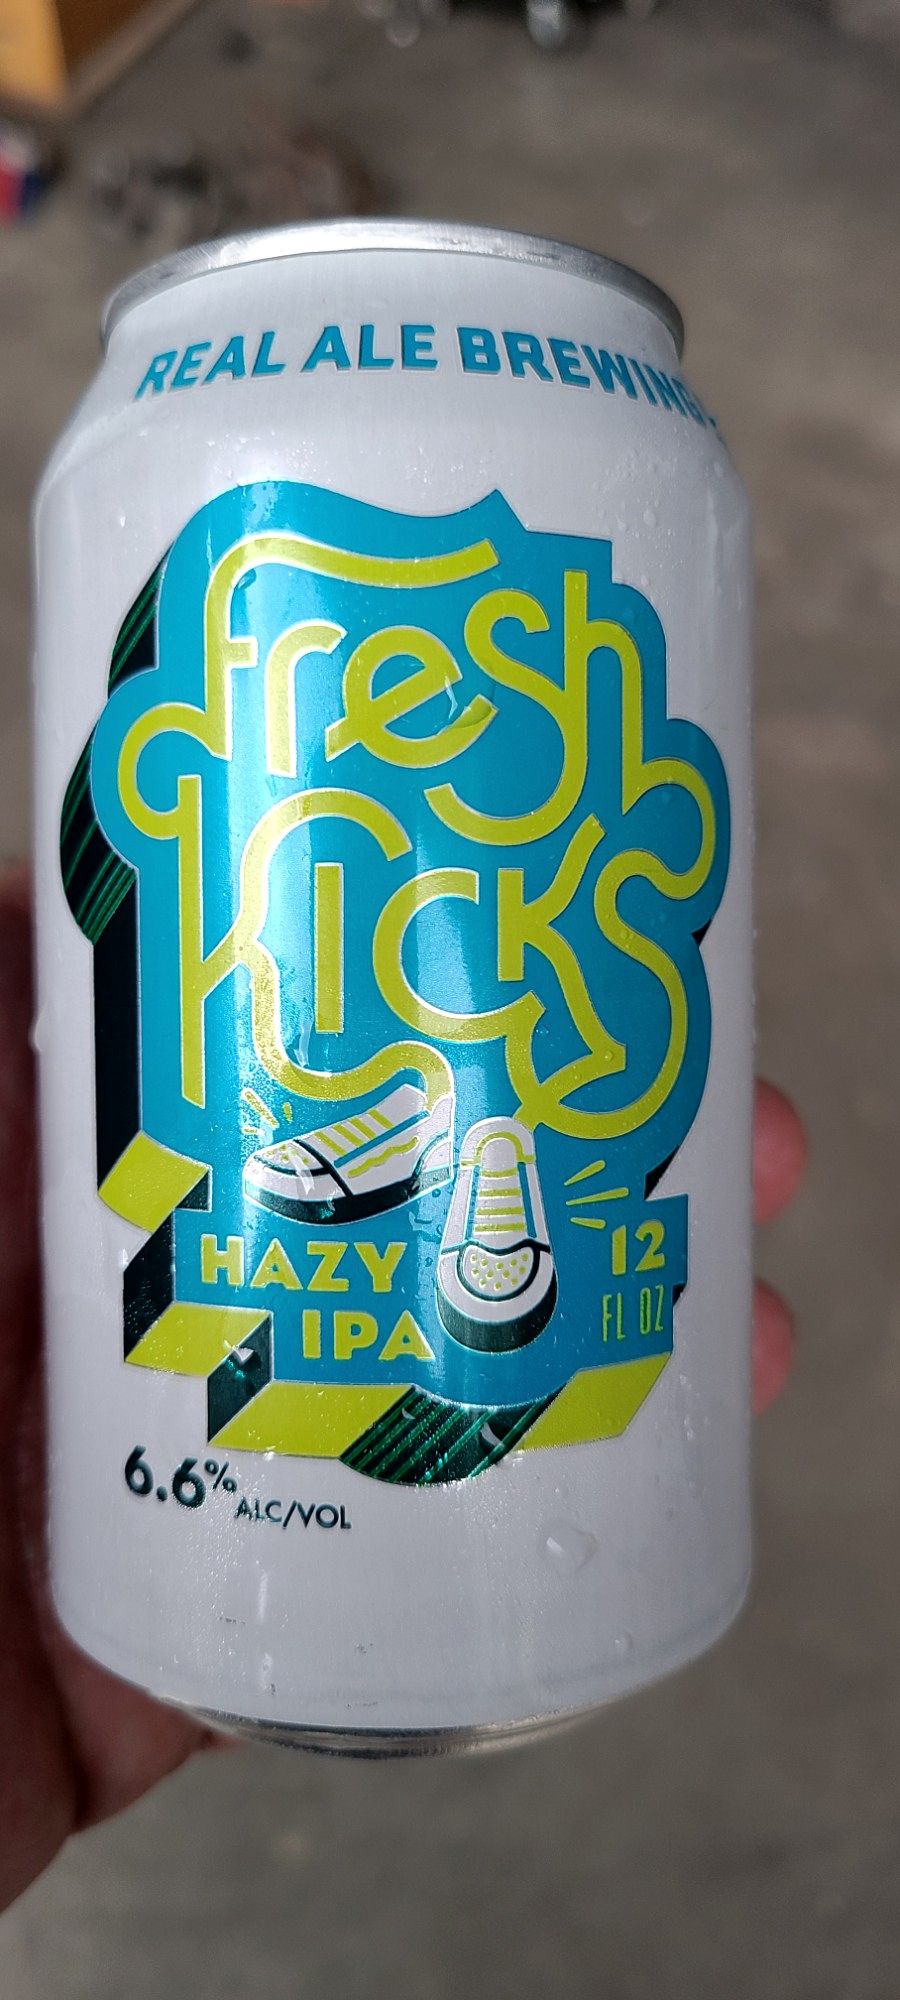 REAL ALE BREWING
fresh
KICKS
HAZY
IPA
12
FL OZ
6.6% ALC/VOL